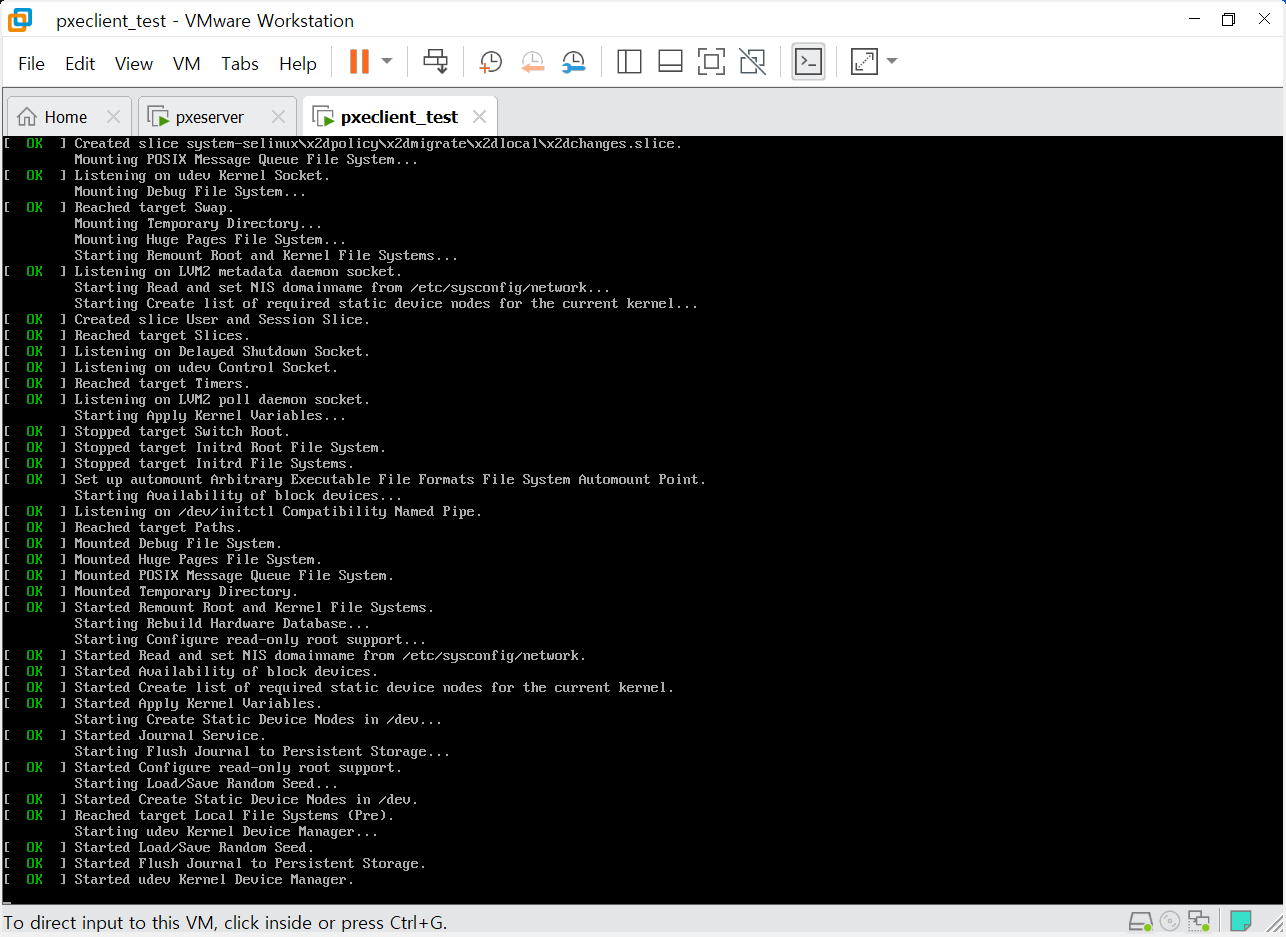 pxeclient_test - VMware Workstation
File Edit View VM Tabs Help
Home pxeserver pxeclient_test
[ OK ] Created slice system-selinux\x2dpolicy\x2dmigrate\x2dlocal\x2dchanges.slice.
Mounting POSIX Message Queue File System...
[ OK ] Listening on udev Kernel Socket.
Mounting Debug File System...
[ OK ] Reached target Swap.
Mounting Temporary Directory...
Mounting Huge Pages File System...
Starting Remount Root and Kernel File Systems...
[ OK ] Listening on LVM2 metadata daemon socket.
Starting Read and set NIS domainname from /etc/sysconfig/network...
Starting Create list of required static device nodes for the current kernel...
[ OK ] Created slice User and Session Slice.
[ OK ] Reached target Slices.
[ OK ] Listening on Delayed Shutdown Socket.
[ OK ] Listening on udev Control Socket.
[ OK ] Reached target Timers.
[ OK ] Listening on LVM2 poll daemon socket.
Starting Apply Kernel Variables...
[ OK ] Stopped target Switch Root.
[ OK ] Stopped target Initrd Root File System.
[ OK ] Stopped target Initrd File Systems.
[ OK ] Set up automount Arbitrary Executable File Formats File System Automount Point.
Starting Availability of block devices...
[ OK ] Listening on /dev/initctl Compatibility Named Pipe.
[ OK ] Reached target Paths.
[ OK ] Mounted Debug File System.
[ OK ] Mounted Huge Pages File System.
[ OK ] Mounted POSIX Message Queue File System.
[ OK ] Mounted Temporary Directory.
[ OK ] Started Remount Root and Kernel File Systems.
Starting Rebuild Hardware Database...
Starting Configure read-only root support...
[ OK ] Started Read and set NIS domainname from /etc/sysconfig/network.
[ OK ] Started Availability of block devices.
[ OK ] Started Create list of required static device nodes for the current kernel.
[ OK ] Started Apply Kernel Variables.
Starting Create Static Device Nodes in /dev...
[ OK ] Started Journal Service.
Starting Flush Journal to Persistent Storage...
[ OK ] Started Configure read-only root support.
Starting Load/Save Random Seed...
[ OK ] Started Create Static Device Nodes in /dev.
[ OK ] Reached target Local File Systems (Pre).
Starting udev Kernel Device Manager...
[ OK ] Started Load/Save Random Seed.
[ OK ] Started Flush Journal to Persistent Storage.
[ OK ] Started udev Kernel Device Manager.
To direct input to this VM, click inside or press Ctrl+G.